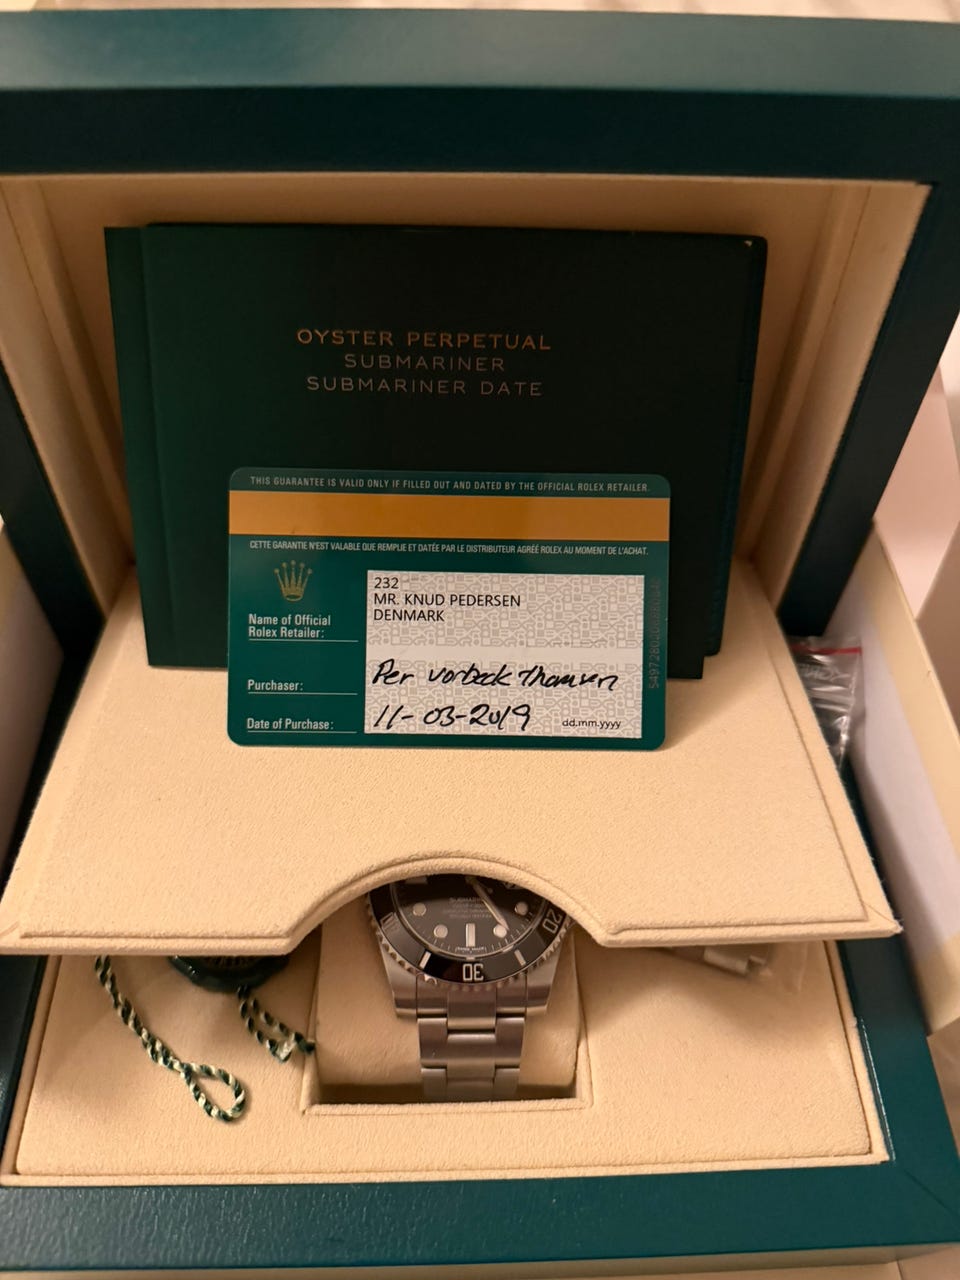 OYSTER PERPETUAL
SUBMARINER
SUBMARINER DATE
THIS GUARANTEE IS VALID ONLY IF FILLED OUT AND DATED BY THE OFFICIAL ROLEX RETAILER.
CETTE GARANTIE N'EST VALABLE QUE REMPLIE ET DATÉE PAR LE DISTRIBUTEUR AGRÉÉ ROLEX AU MOMENT DE L'ACHAT.
232
MR. KNUD PEDERSEN
DENMARK
Name of Official
Rolex Retailer:
Purchaser:
Per vorbeck Thomsen
Date of Purchase:
11-03-2019
dd.mm.yyyy
SUBMARINER
20
30